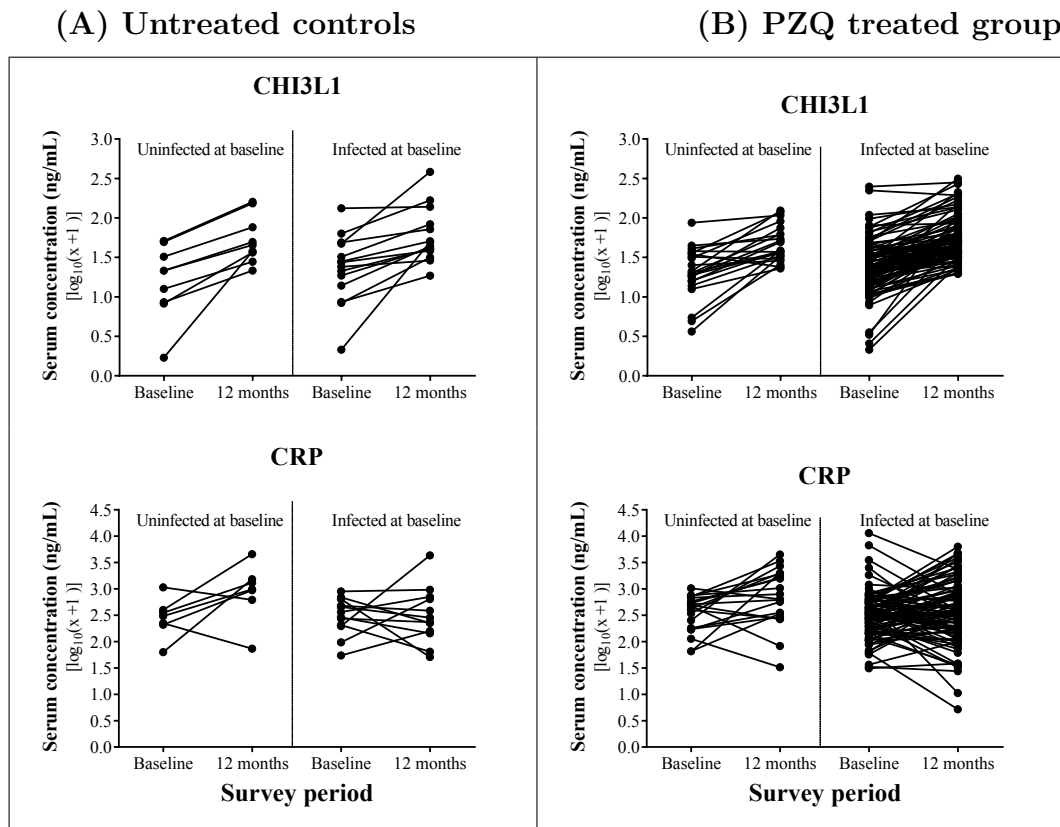 (A) Untreated controls
CHI3L1
Serum concentration (ng/mL)
[log10(x+1)]
3.0
2.5
2.0
1.5
1.0
0.5
0.0
Uninfected at baseline
Infected at baseline
Baseline
12 months
Baseline
12 months
CRP
Serum concentration (ng/mL)
[log10(x+1)]
4.5
4.0
3.5
3.0
2.5
2.0
1.5
1.0
0.5
0.0
Uninfected at baseline
Infected at baseline
Baseline
12 months
Baseline
12 months
Survey period
(B) PZQ treated group
CHI3L1
Serum concentration (ng/mL)
[log10(x+1)]
3.0
2.5
2.0
1.5
1.0
0.5
0.0
Uninfected at baseline
Infected at baseline
Baseline
12 months
Baseline
12 months
CRP
Serum concentration (ng/mL)
[log10(x+1)]
4.5
4.0
3.5
3.0
2.5
2.0
1.5
1.0
0.5
0.0
Uninfected at baseline
Infected at baseline
Baseline
12 months
Baseline
12 months
Survey period